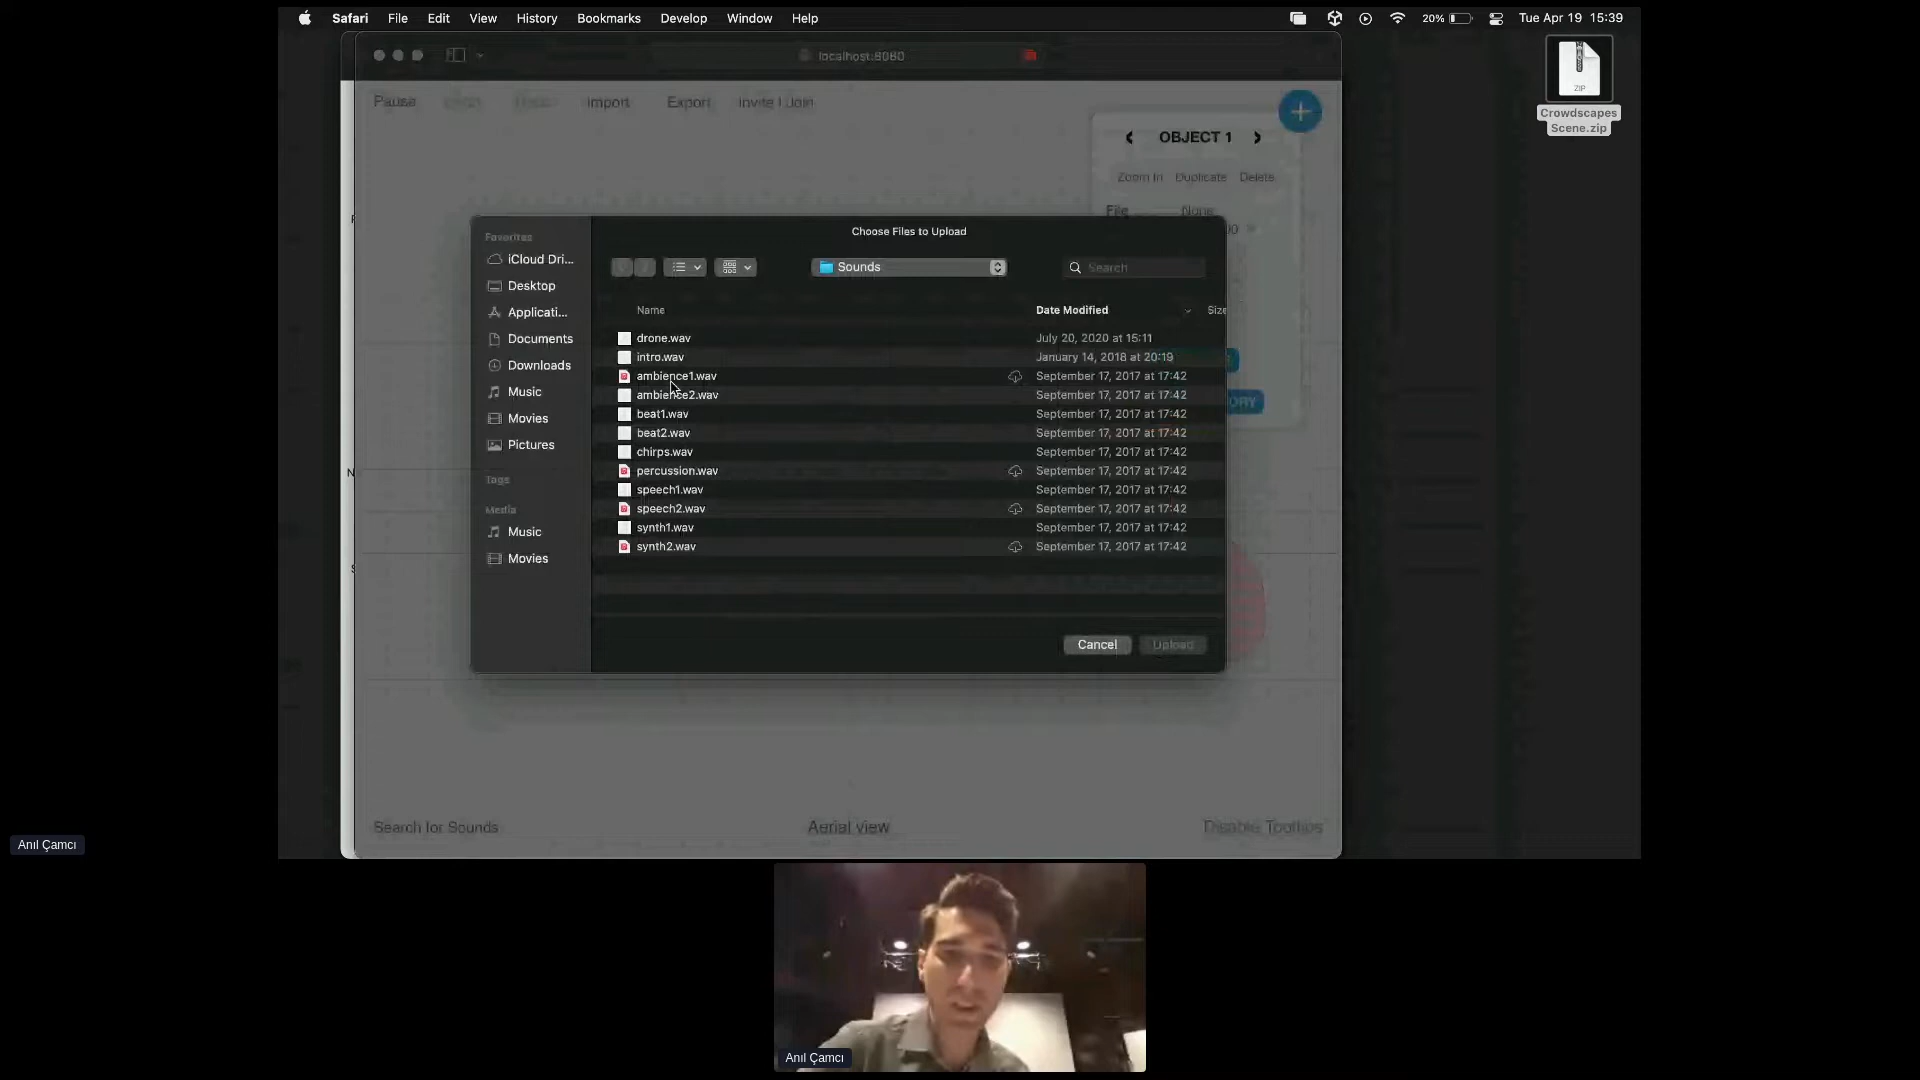 Safari File Edit View History Bookmarks Develop Window Help
20% Tue Apr 19 15:39
localhost:8080
Pause Import Export Invite | Join
OBJECT 1
Zoom In Duplicate Delete
File None
Choose Files to Upload
Favorites
iCloud Dri...
Desktop
Applicati...
Documents
Downloads
Music
Movies
Pictures
Tags
Media
Music
Movies
Sounds
Search
Name Date Modified Size
drone.wav July 20, 2020 at 15:11
intro.wav January 14, 2018 at 20:19
ambience1.wav September 17, 2017 at 17:42
ambience2.wav September 17, 2017 at 17:42
beat1.wav September 17, 2017 at 17:42
beat2.wav September 17, 2017 at 17:42
chirps.wav September 17, 2017 at 17:42
percussion.wav September 17, 2017 at 17:42
speech1.wav September 17, 2017 at 17:42
speech2.wav September 17, 2017 at 17:42
synth1.wav September 17, 2017 at 17:42
synth2.wav September 17, 2017 at 17:42
Cancel Upload
Search for Sounds Aerial view Disable Tooltips
ZIP
Crowdscapes
Scene.zip
Anıl Çamcı
Anıl Çamcı